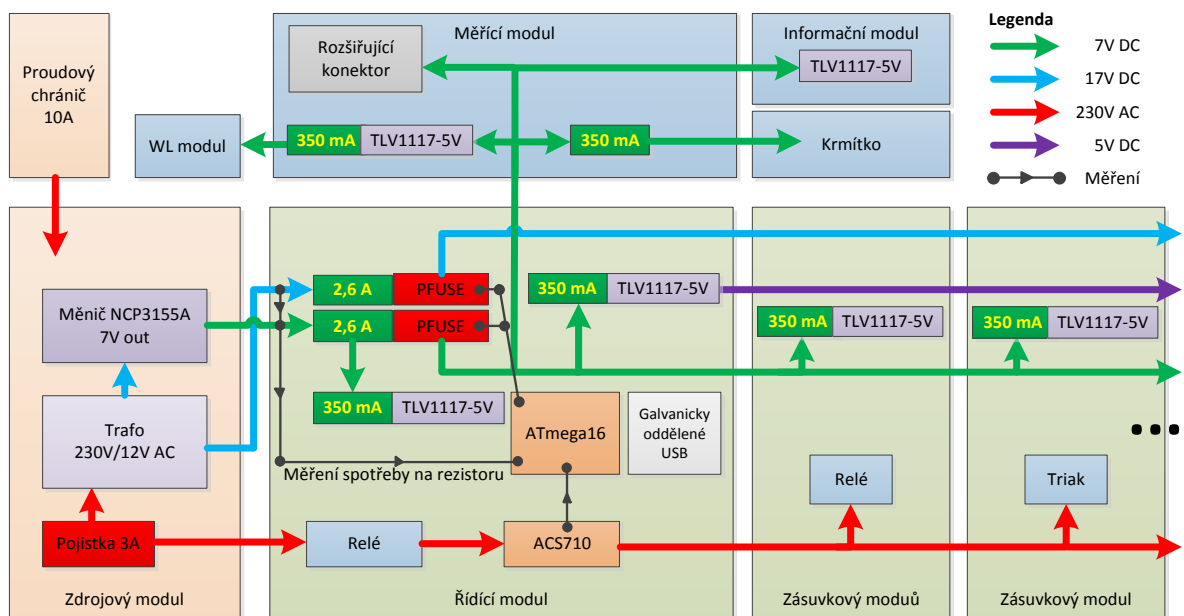 Proudový
chránič
10A
Měřící modul
Rozšiřující
konektor
Informační modul
TLV1117-5V
Legenda
7V DC
17V DC
230V AC
5V DC
Měření
WL modul
350 mA
TLV1117-5V
350 mA
Krmítko
Měnič NCP3155A
7V out
Trafo
230V/12V AC
Pojistka 3A
Zdrojový modul
2,6 A
PFUSE
2,6 A
PFUSE
350 mA
TLV1117-5V
350 mA
TLV1117-5V
ATmega16
Galvanicky
oddělené
USB
Měření spotřeby na rezistoru
Relé
ACS710
Řídící modul
350 mA
TLV1117-5V
Relé
Zásuvkový moduů
350 mA
TLV1117-5V
...
Triak
Zásuvkový modul